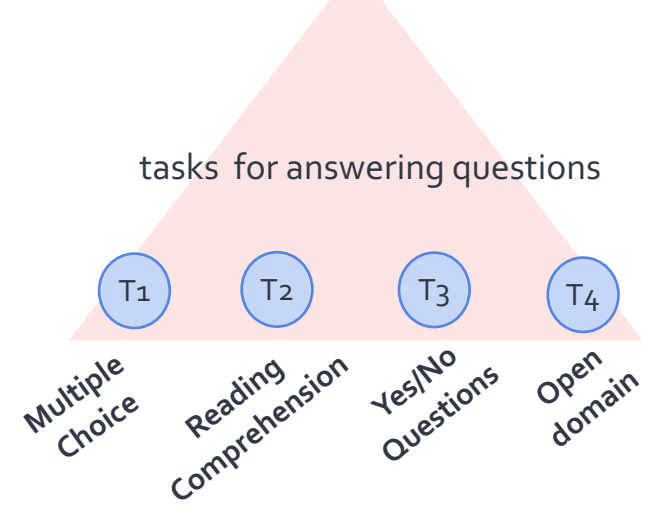 tasks for answering questions
T1
T2
T3
T4
Multiple
Choice
Reading
Comprehension
Yes/No
Questions
Open
domain